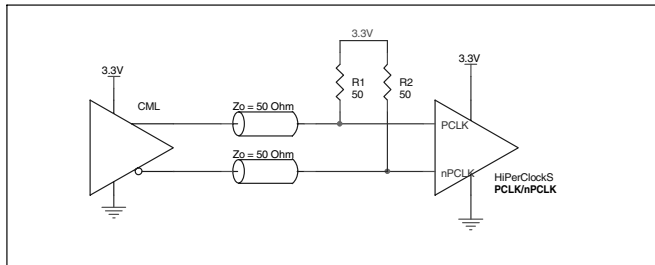 3.3V
3.3V
R1
50
R2
50
3.3V
CML
Zo = 50 Ohm
PCLK
Zo = 50 Ohm
nPCLK
HiPerClockS
PCLK/nPCLK